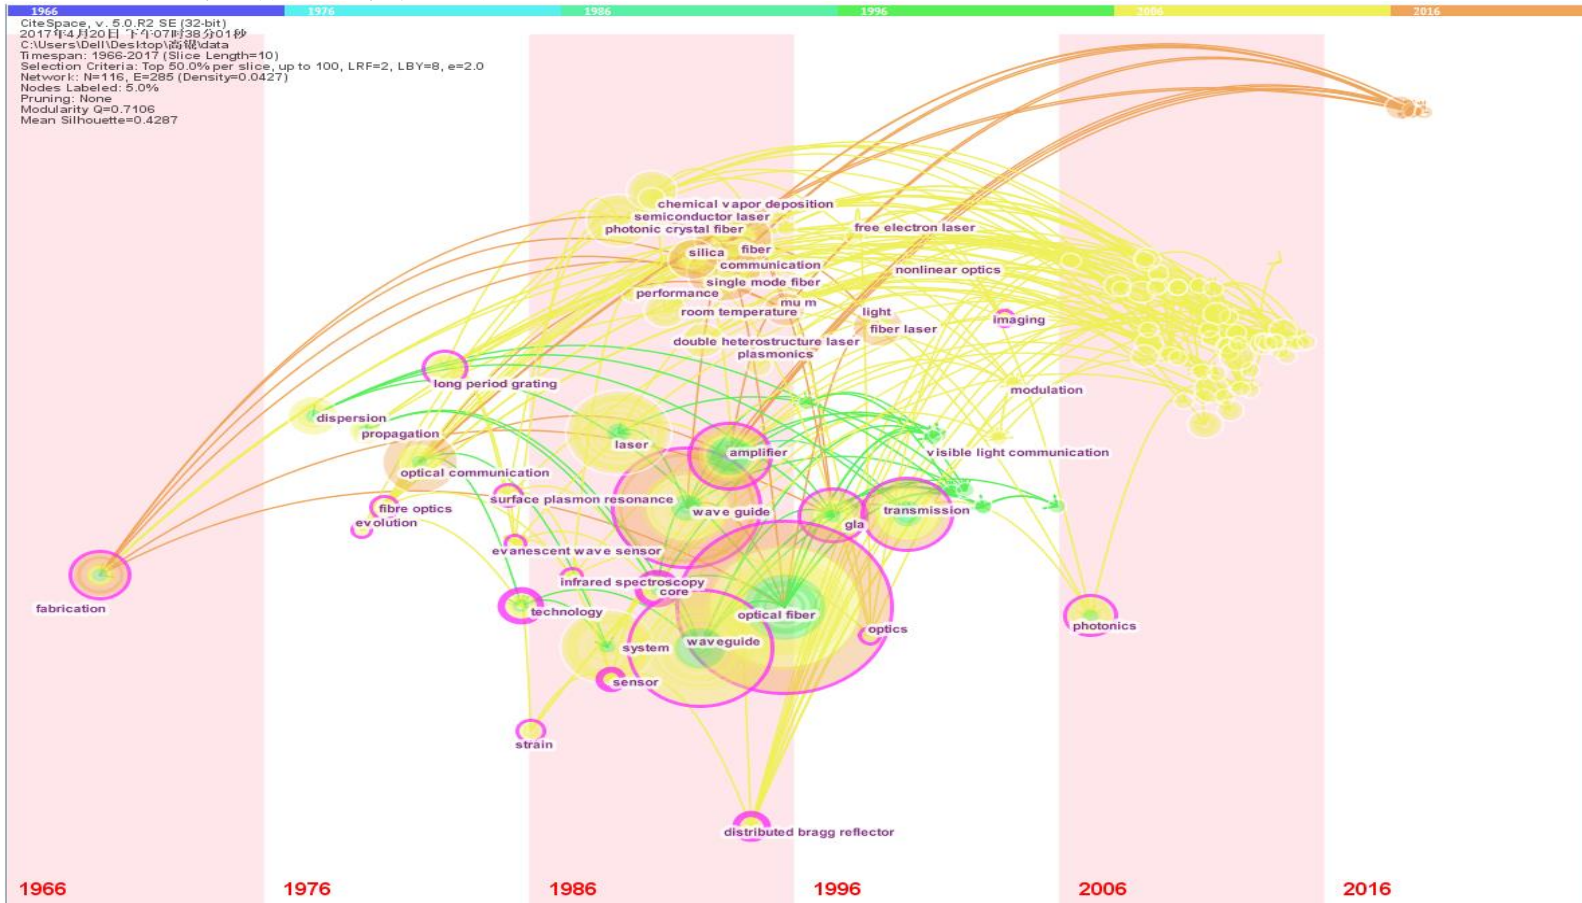 1966 1976 1986 1996 2006 2016
CiteSpace, v. 5.0.R2 SE (32-bit)
2017年4月20日 下午07时38分01秒
C:\Users\Dell\Desktop\高锟\data
Timespan: 1966-2017 (Slice Length=10)
Selection Criteria: Top 50.0% per slice, up to 100, LRF=2, LBY=8, e=2.0
Network: N=116, E=285 (Density=0.0427)
Nodes Labeled: 5.0%
Pruning: None
Modularity Q=0.7106
Mean Silhouette=0.4287
chemical vapor deposition
semiconductor laser
photonic crystal fiber
free electron laser
silica
fiber
communication
nonlinear optics
single mode fiber
performance
mu m
room temperature
light
imaging
fiber laser
double heterostructure laser
plasmonics
long period grating
modulation
dispersion
propagation
laser
amplifier
visible light communication
optical communication
surface plasmon resonance
fibre optics
wave guide
transmission
evolution
gla
evanescent wave sensor
infrared spectroscopy
core
fabrication
technology
optical fiber
optics
photonics
system
waveguide
sensor
strain
distributed bragg reflector
1966 1976 1986 1996 2006 2016